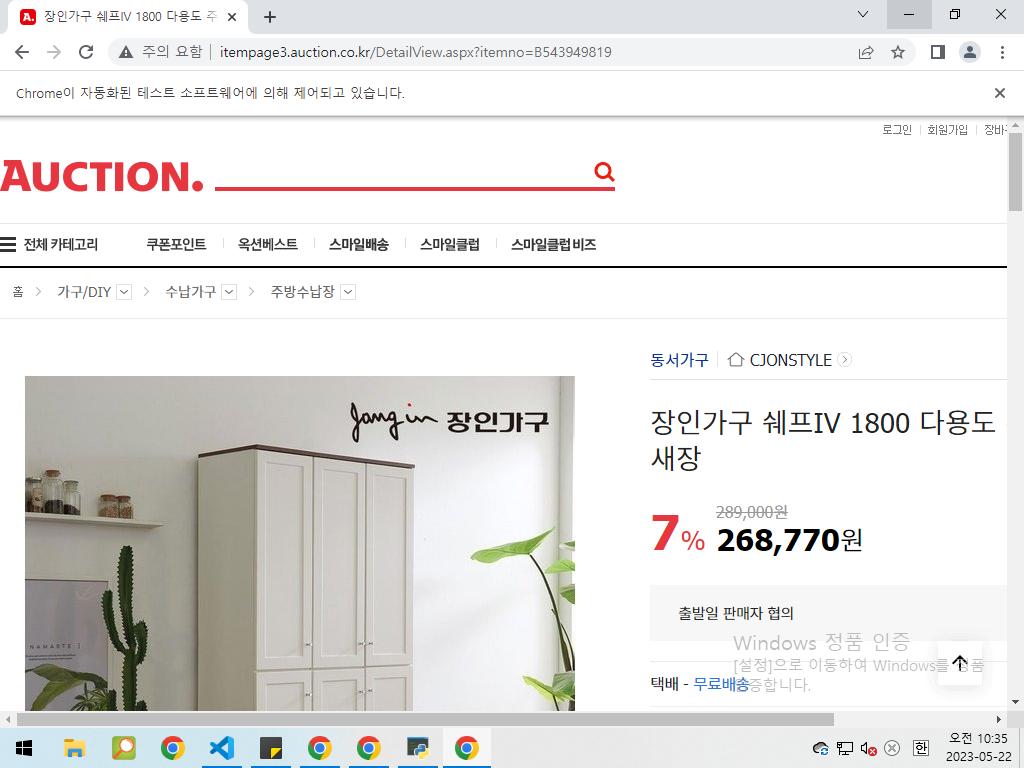 장인가구 쉐프IV 1800 다용도 주
주의 요함
itempage3.auction.co.kr/DetailView.aspx?itemno=B543949819
Chrome이 자동화된 테스트 소프트웨어에 의해 제어되고 있습니다.
로그인 회원가입 장바구
AUCTION.
전체 카테고리 쿠폰포인트 옥션베스트 스마일배송 스마일클럽 스마일클럽 비즈
홈 가구/DIY 수납가구 주방수납장
동서가구 CJONSTYLE
Jangin 장인가구
장인가구 쉐프IV 1800 다용도
새장
289,000원
7% 268,770원
출발일 판매자 협의
Windows 정품 인증
[설정]으로 이동하여 Windows를 정품
인증합니다.
택배 - 무료배송
NAMASTE
한
오전 10:35
2023-05-22